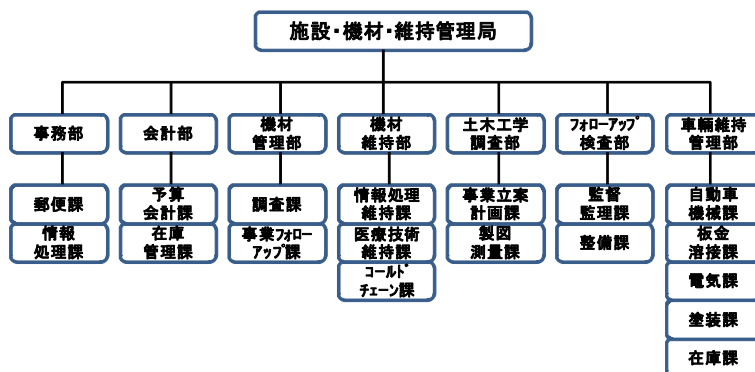 施設・機材・維持管理局
事務部
会計部
機材
管理部
機材
維持部
土木工学
調査部
フォローアップ
検査部
車輛維持
管理部
郵便課
情報
処理課
予算
会計課
在庫
管理課
調査課
事業フォロー
アップ課
情報処理
維持課
医療技術
維持課
コールド
チェーン課
事業立案
計画課
製図
測量課
監督
監理課
整備課
自動車
機械課
板金
溶接課
電気課
塗装課
在庫課